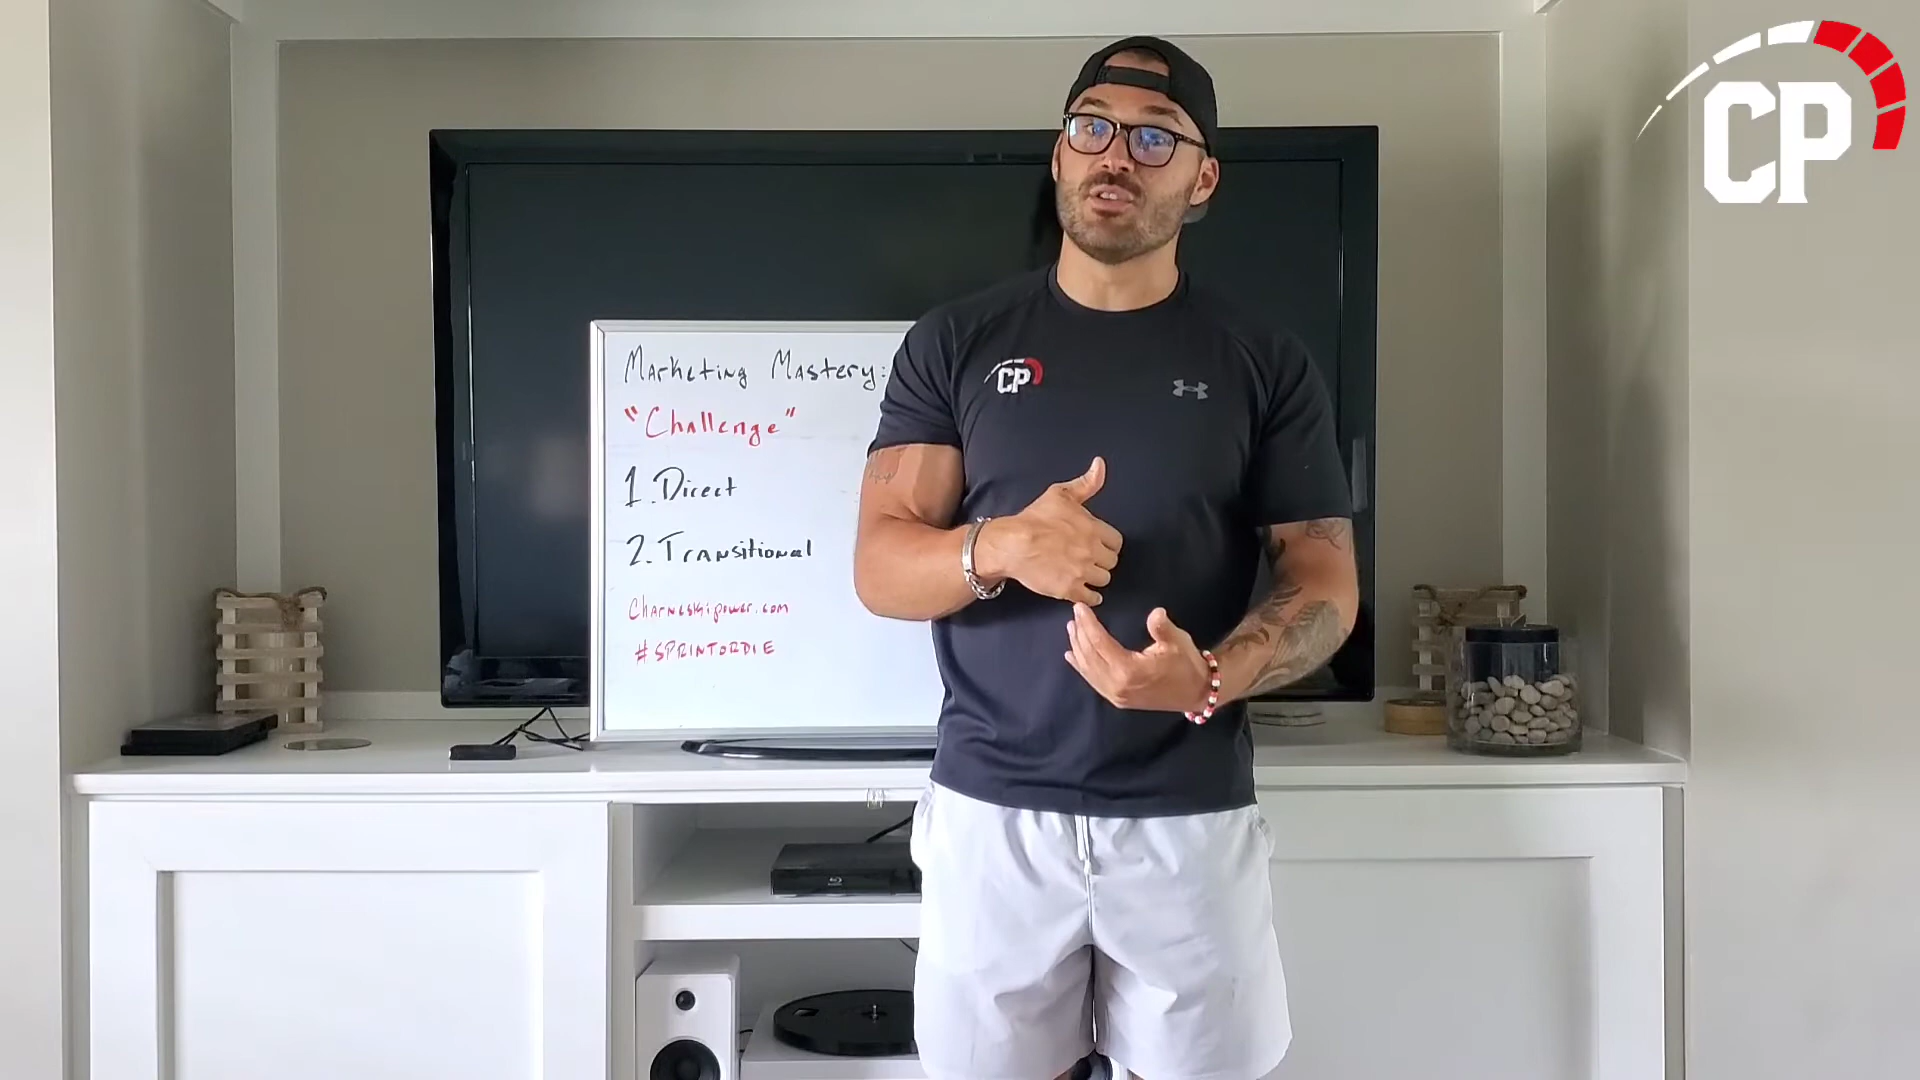 CP
Marketing Mastery:
"Challenge"
1. Direct
2. Transitional
Charneskipower.com
#SPRINTORDIE
CP